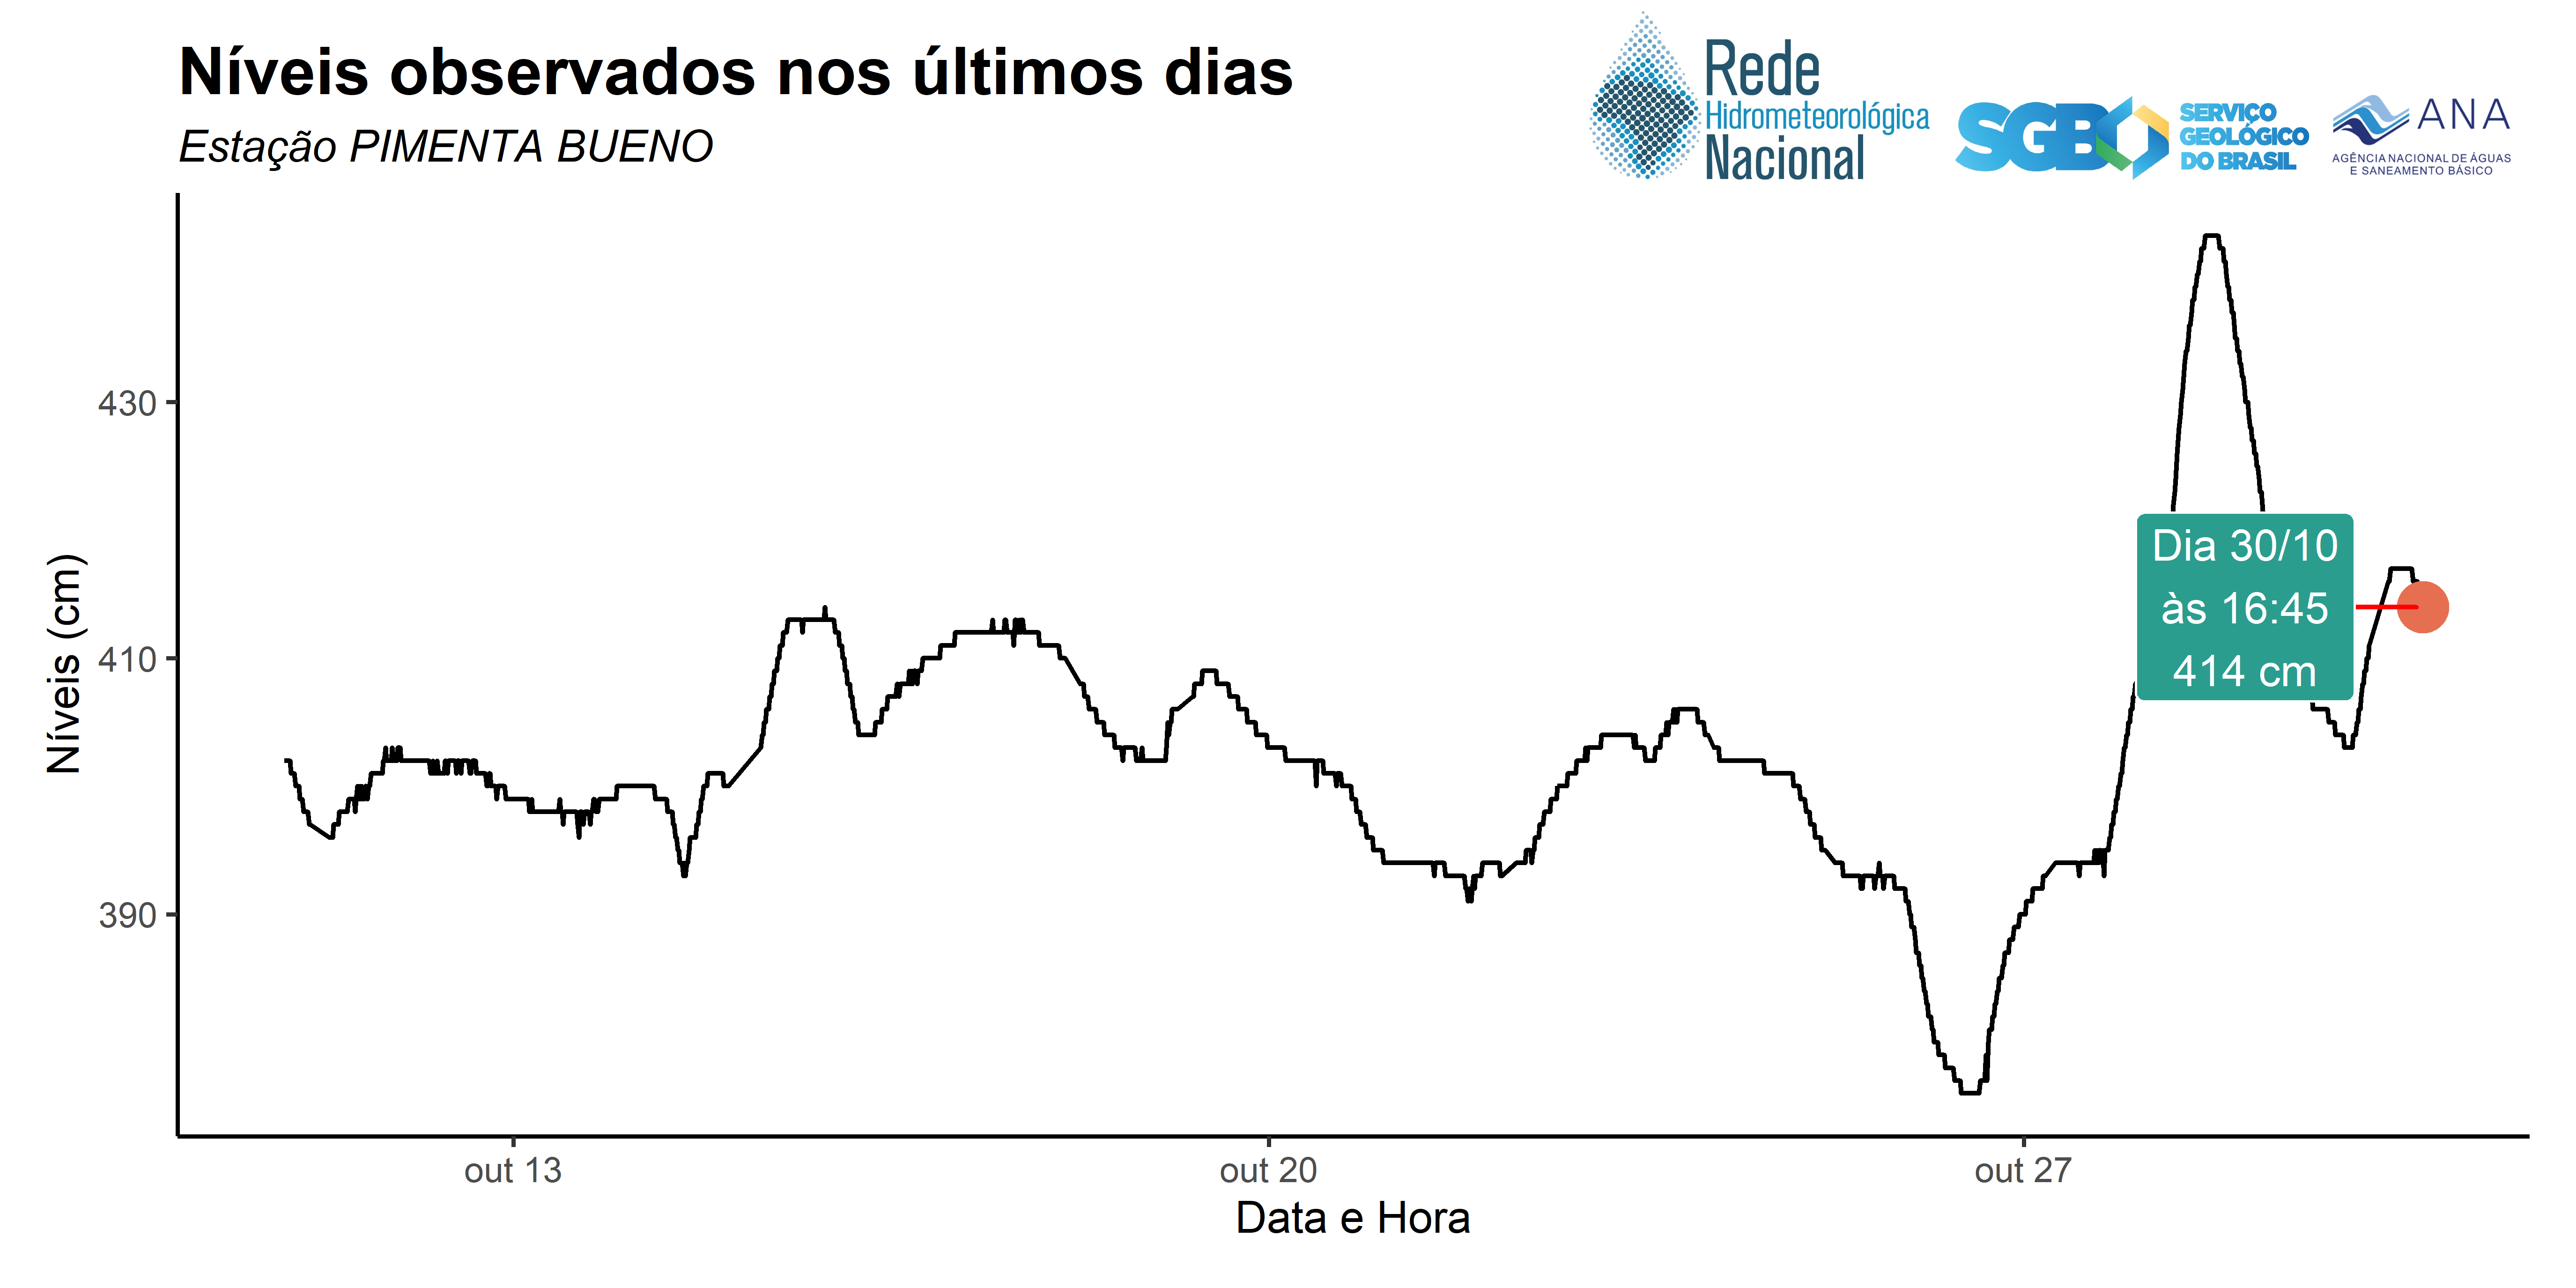 Níveis observados nos últimos dias
Estação PIMENTA BUENO
Rede
Hidrometeorológica
Nacional
SGB
SERVIÇO
GEOLÓGICO
DO BRASIL
ANA
AGÊNCIA NACIONAL DE ÁGUAS
E SANEAMENTO BÁSICO
Níveis (cm)
430
410
390
Dia 30/10
às 16:45
414 cm
out 13
out 20
out 27
Data e Hora